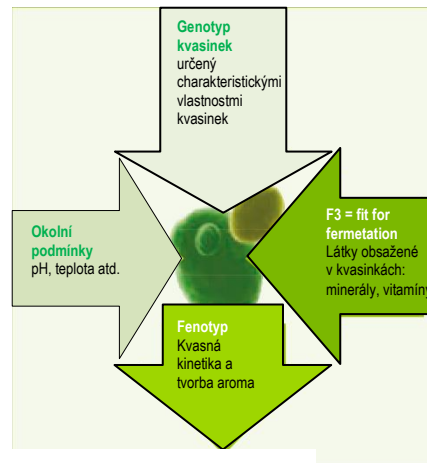 Genotyp
kvasinek
určený
charakteristickými
vlastnostmi
kvasinek
Okolní
podmínky
pH, teplota atd.
F3 = fit for
fermetation
Látky obsažené
v kvasinkách:
minerály, vitamíny
Fenotyp
Kvasná
kinetika a
tvorba aroma